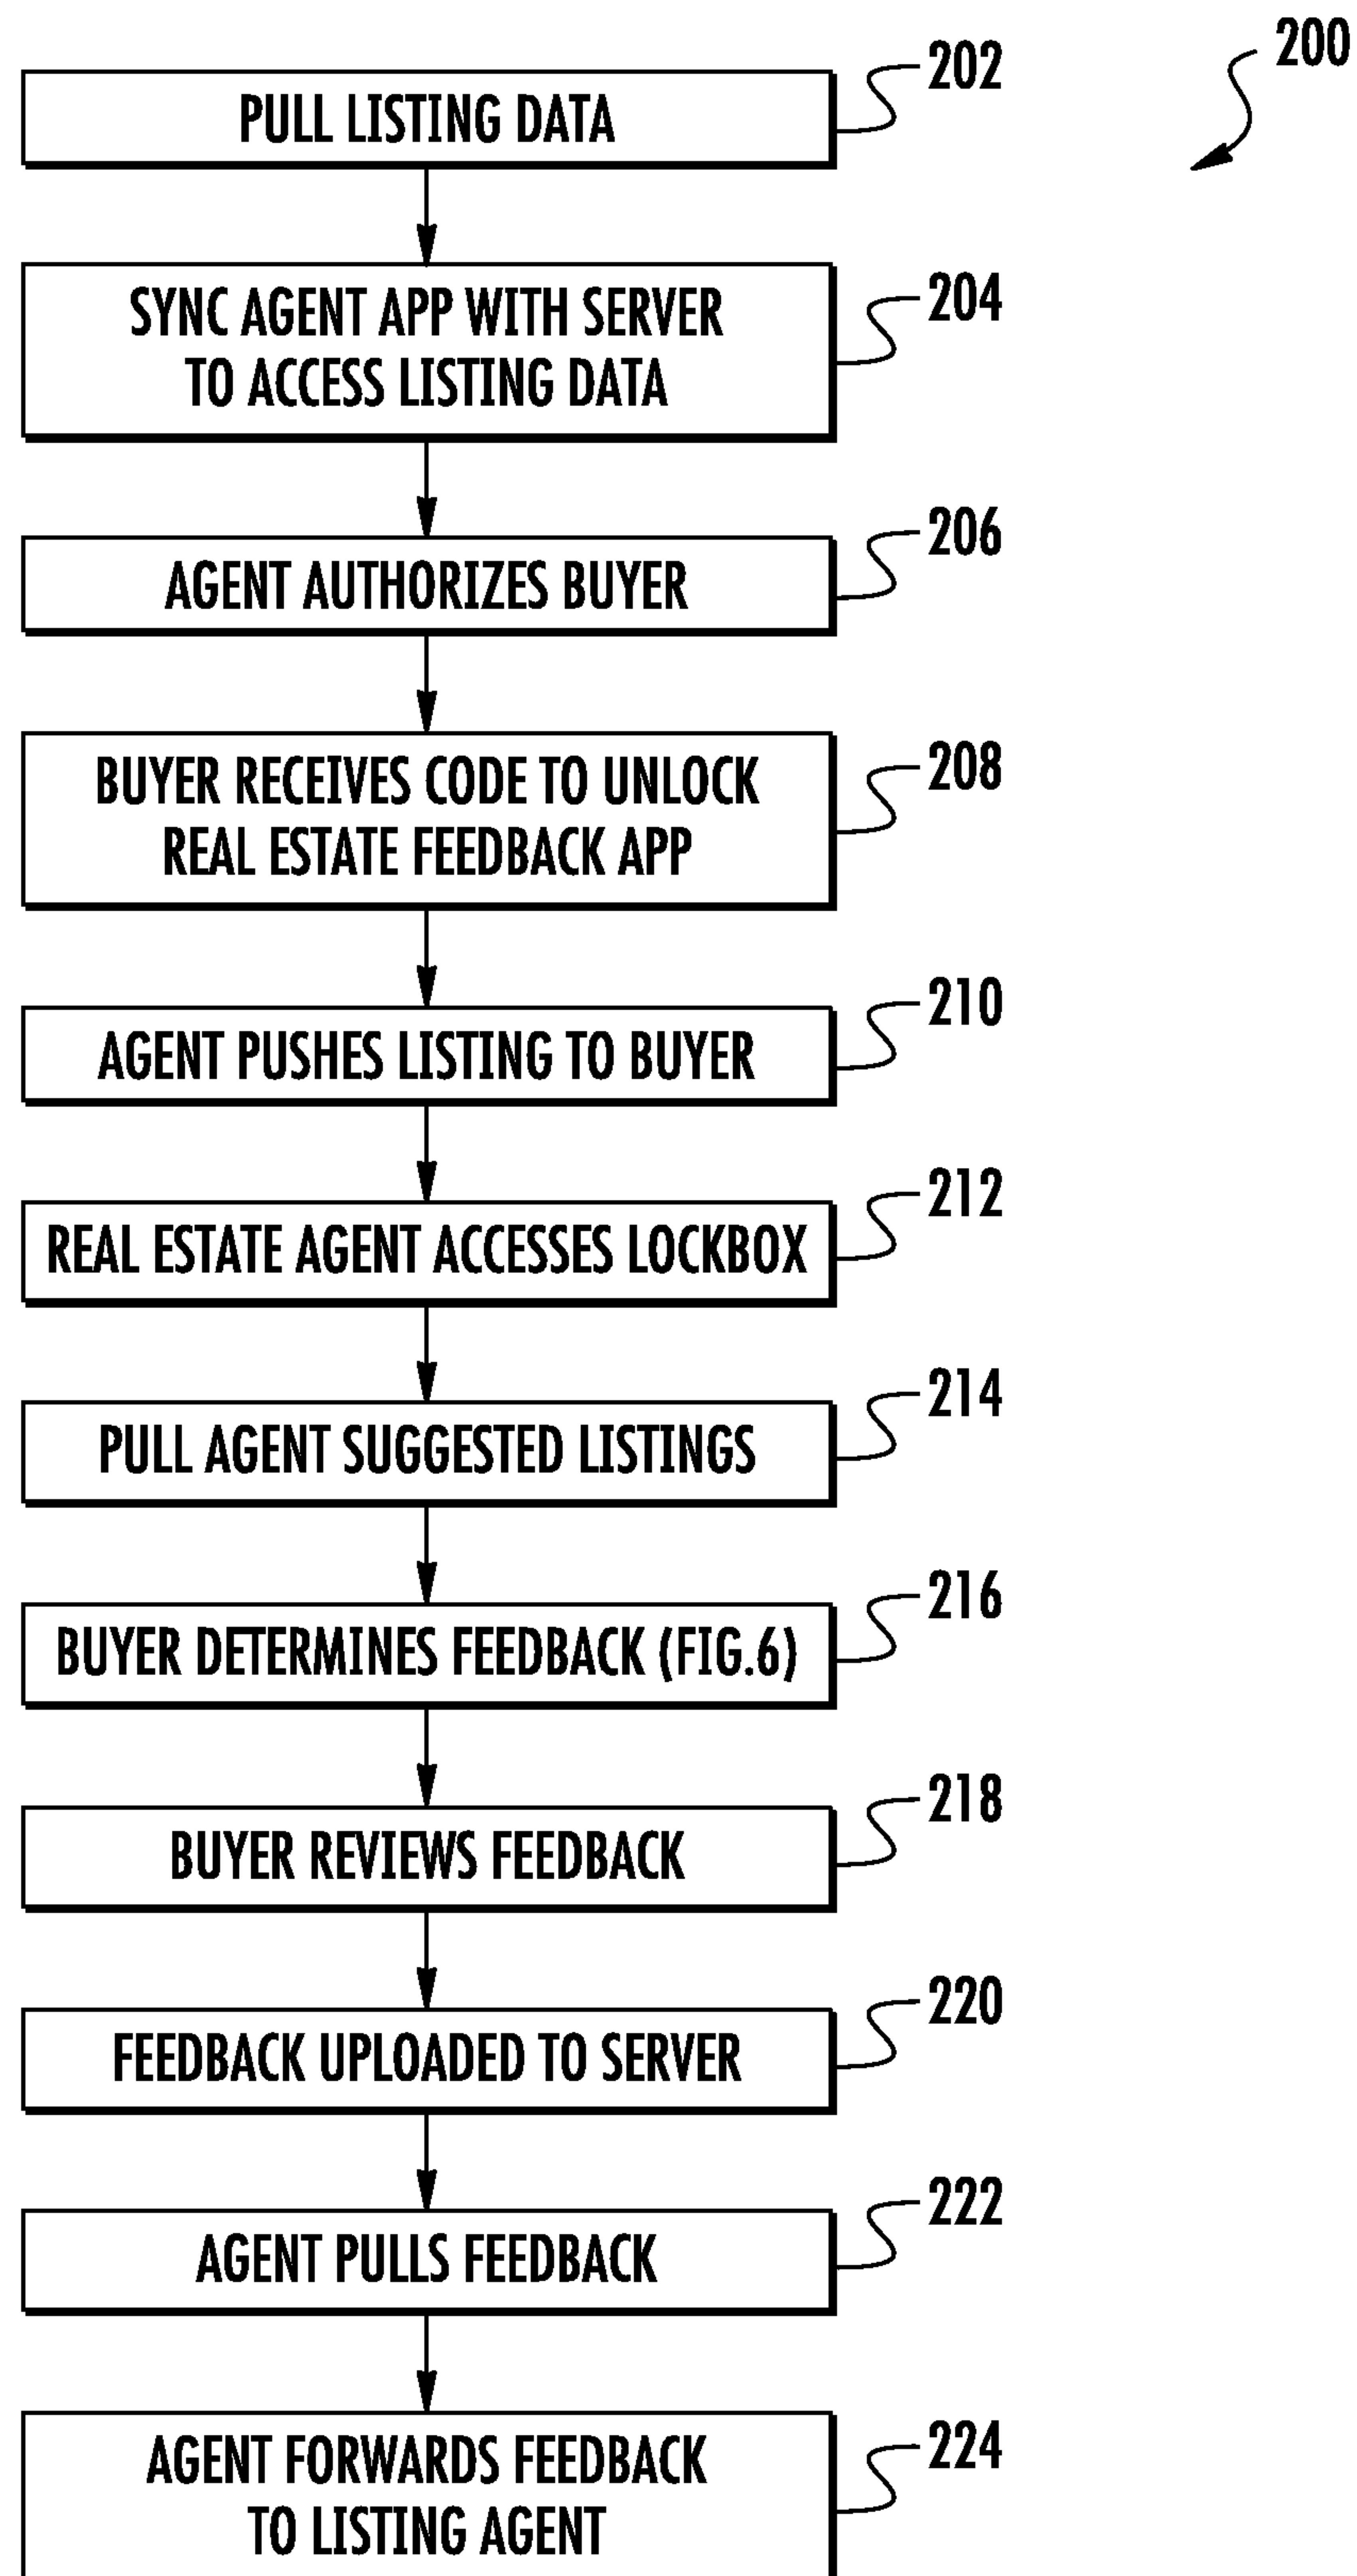 200
PULL LISTING DATA
202
SYNC AGENT APP WITH SERVER
TO ACCESS LISTING DATA
204
AGENT AUTHORIZES BUYER
206
BUYER RECEIVES CODE TO UNLOCK
REAL ESTATE FEEDBACK APP
208
AGENT PUSHES LISTING TO BUYER
210
REAL ESTATE AGENT ACCESSES LOCKBOX
212
PULL AGENT SUGGESTED LISTINGS
214
BUYER DETERMINES FEEDBACK (FIG.6)
216
BUYER REVIEWS FEEDBACK
218
FEEDBACK UPLOADED TO SERVER
220
AGENT PULLS FEEDBACK
222
AGENT FORWARDS FEEDBACK
TO LISTING AGENT
224